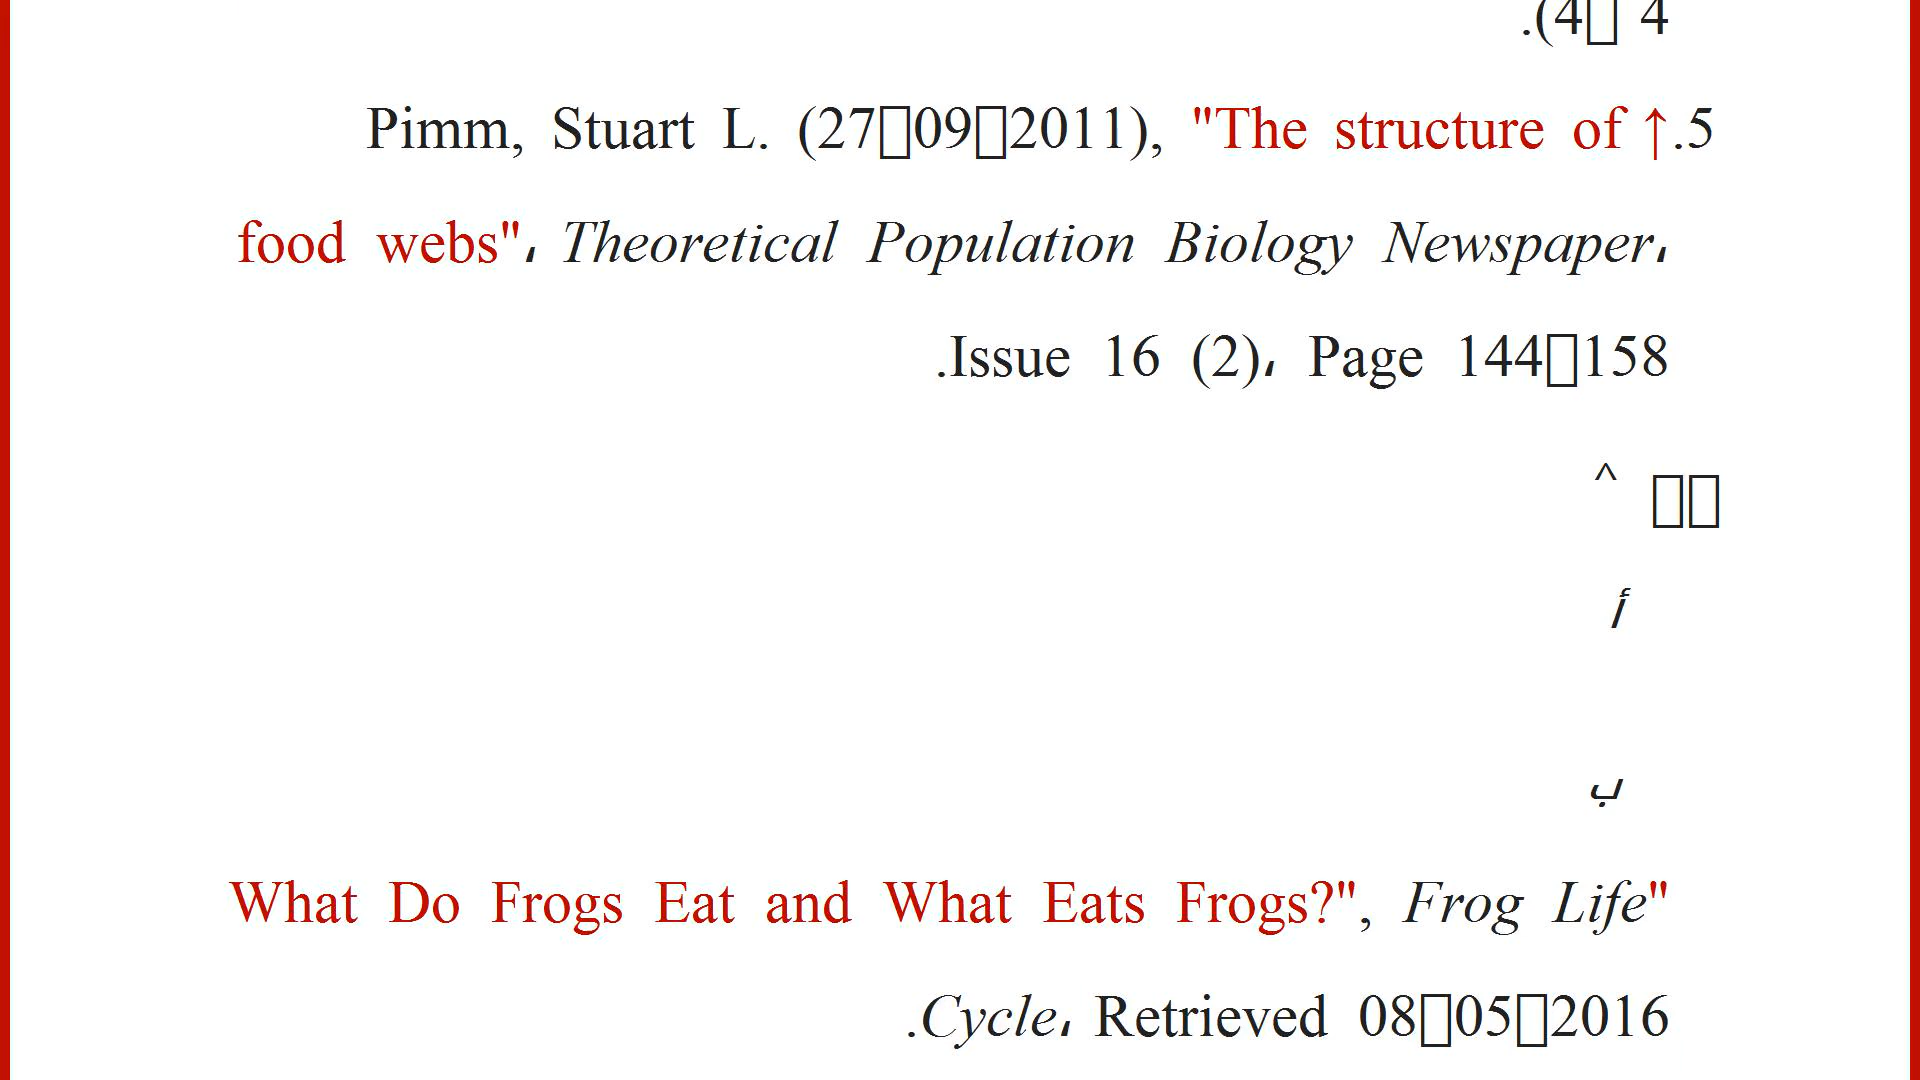 4 □4).
5.↑ Pimm, Stuart L. (27□09□2011), "The structure of
food webs"، Theoretical Population Biology Newspaper،
Issue 16 (2)، Page 144□158.
□□ ^
أ
ب
"What Do Frogs Eat and What Eats Frogs?", Frog Life
Cycle، Retrieved 08□05□2016.